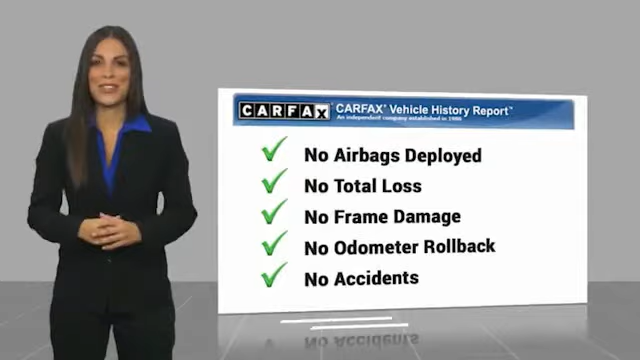 CARFAX CARFAX® Vehicle History Report™
An independent company established in 1986
No Airbags Deployed
No Total Loss
No Frame Damage
No Odometer Rollback
No Accidents